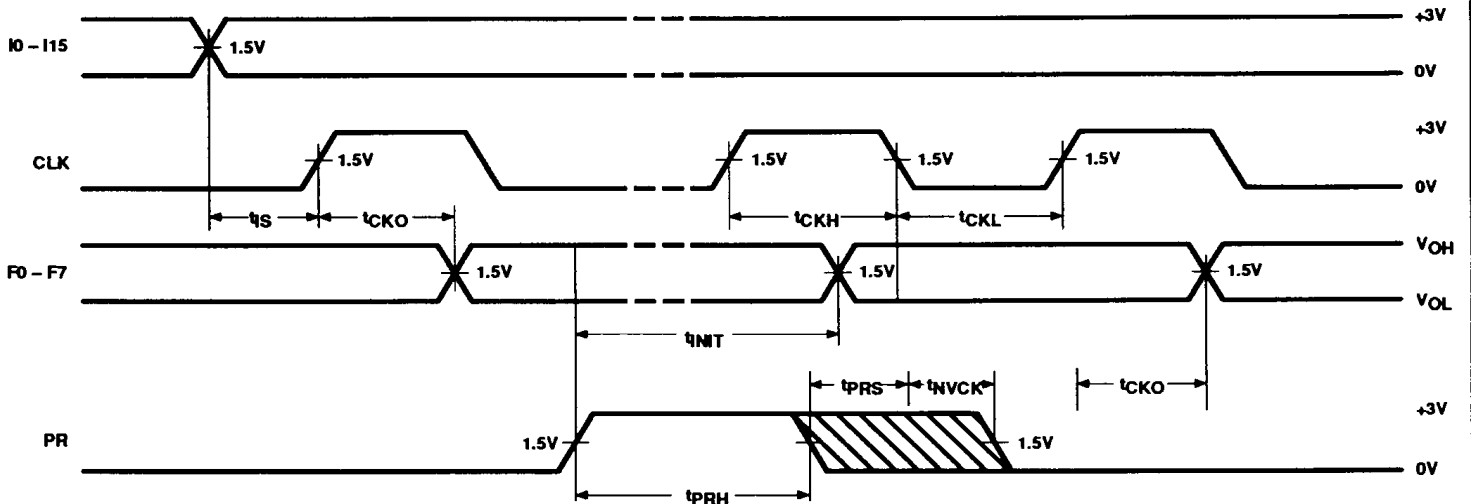 +3V
I0 – I15 1.5V
0V
+3V
CLK 1.5V 1.5V 1.5V 1.5V
0V
tIS tCKO tCKH tCKL
VOH
F0 – F7 1.5V 1.5V 1.5V
VOL
tINIT
tPRS tNVCK tCKO
+3V
PR 1.5V 1.5V
0V
tPRH